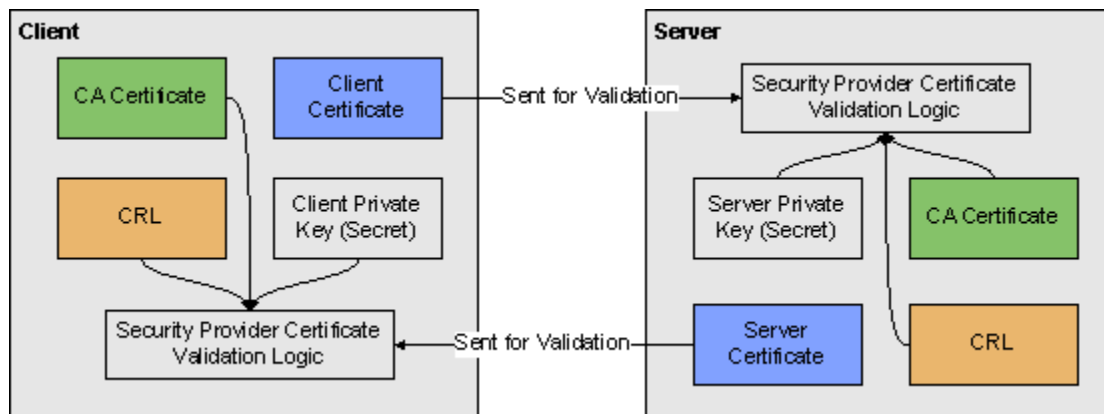 Client
CA Certificate
Client
Certificate
CRL
Client Private
Key (Secret)
Security Provider Certificate
Validation Logic
Sent for Validation
Sent for Validation
Server
Security Provider Certificate
Validation Logic
Server Private
Key (Secret)
CA Certificate
Server
Certificate
CRL